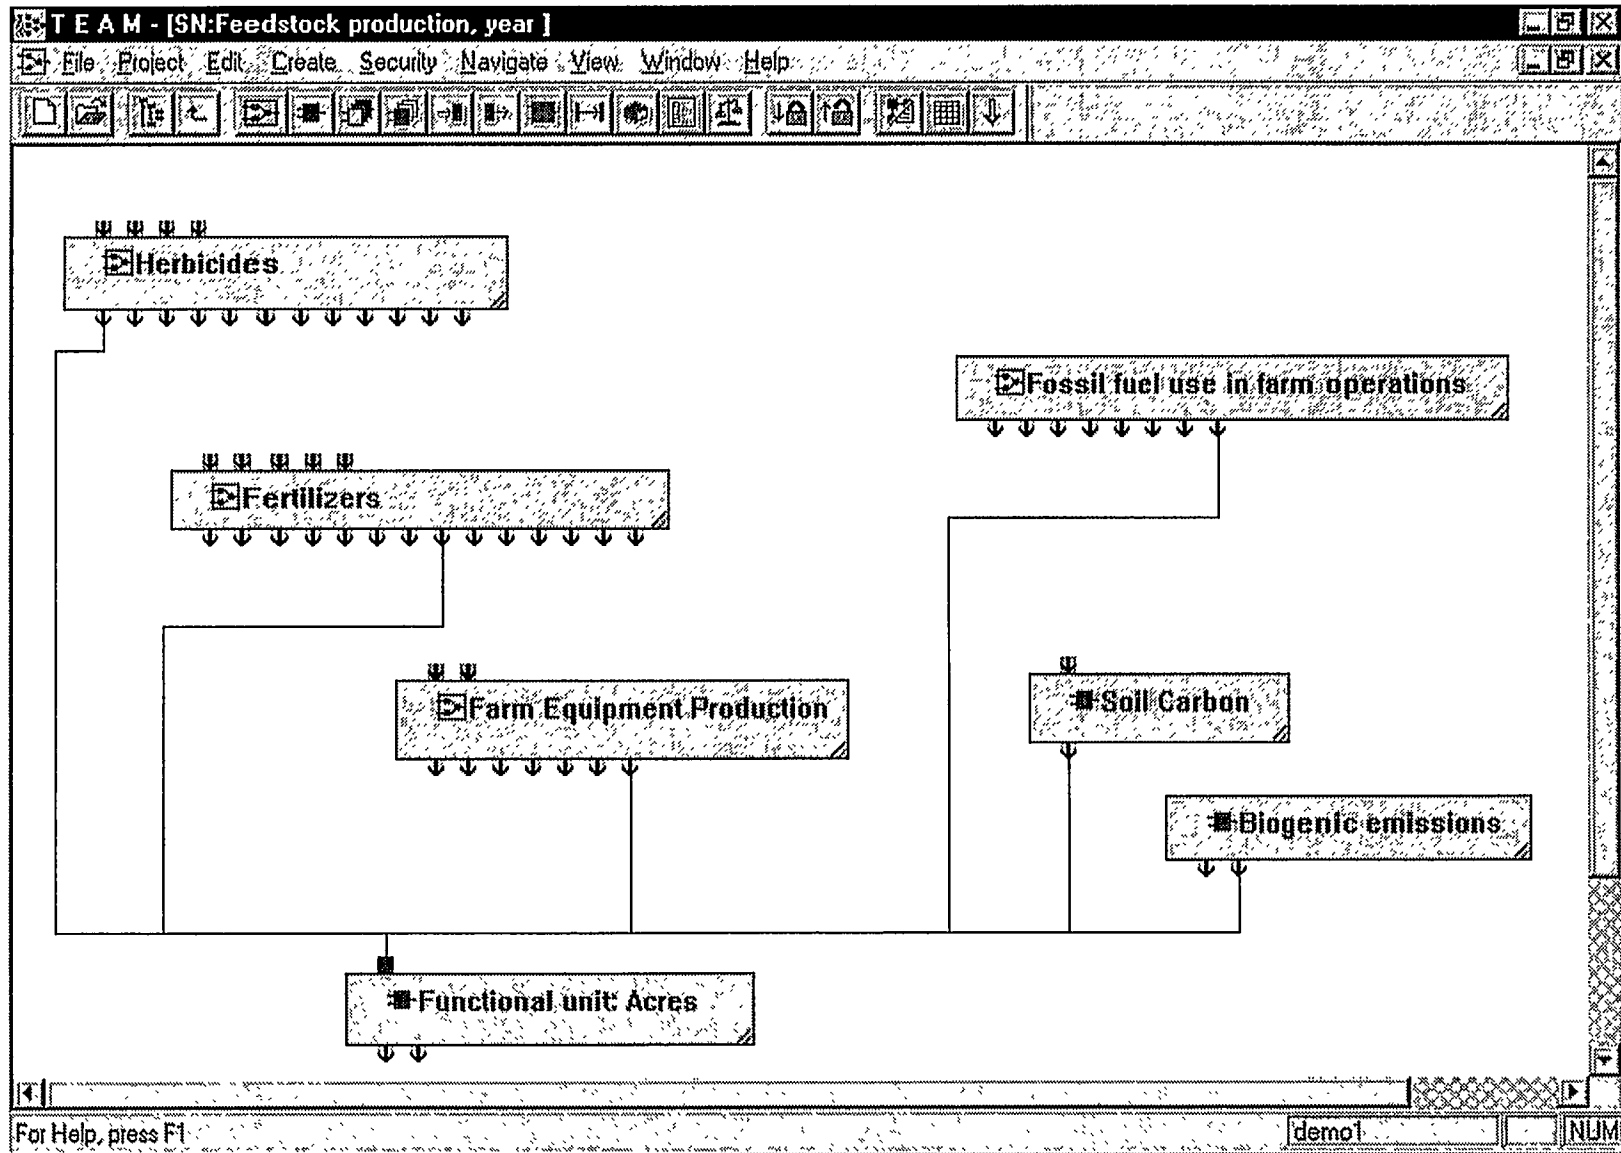 T E A M - [SN:Feedstock production, year ]
File Project Edit Create Security Navigate View Window Help
Herbicides
Fossil fuel use in farm operations
Fertilizers
Farm Equipment Production
Soil Carbon
Biogenic emissions
Functional unit: Acres
For Help, press F1
demo1
NUM